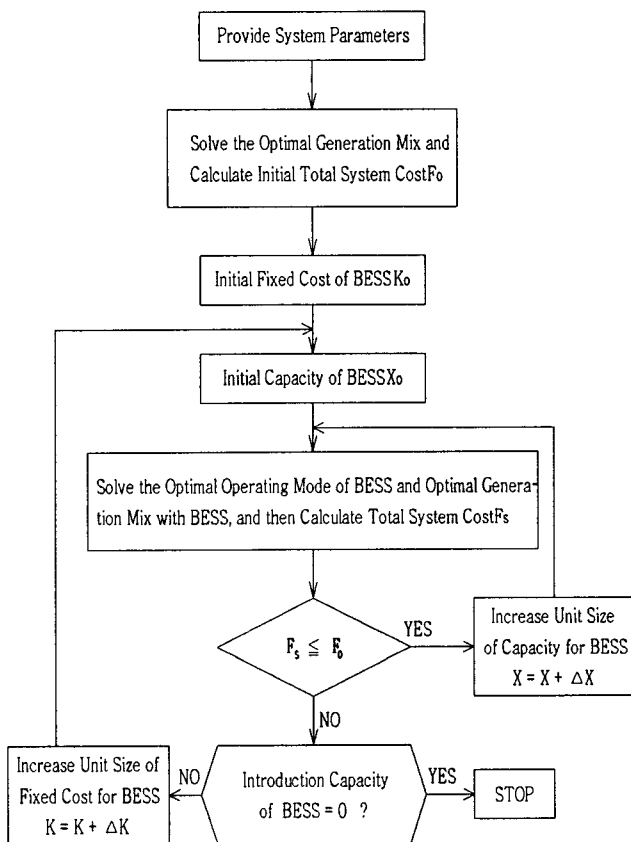 Provide System Parameters
Solve the Optimal Generation Mix and
Calculate Initial Total System CostF₀
Initial Fixed Cost of BESSK₀
Initial Capacity of BESSX₀
Solve the Optimal Operating Mode of BESS and Optimal Genera-
tion Mix with BESS, and then Calculate Total System CostFs
Fₛ ≦ F₀
YES
Increase Unit Size
of Capacity for BESS
X = X + △X
NO
Increase Unit Size of
Fixed Cost for BESS
K = K + △K
NO
Introduction Capacity
of BESS = 0 ?
YES
STOP